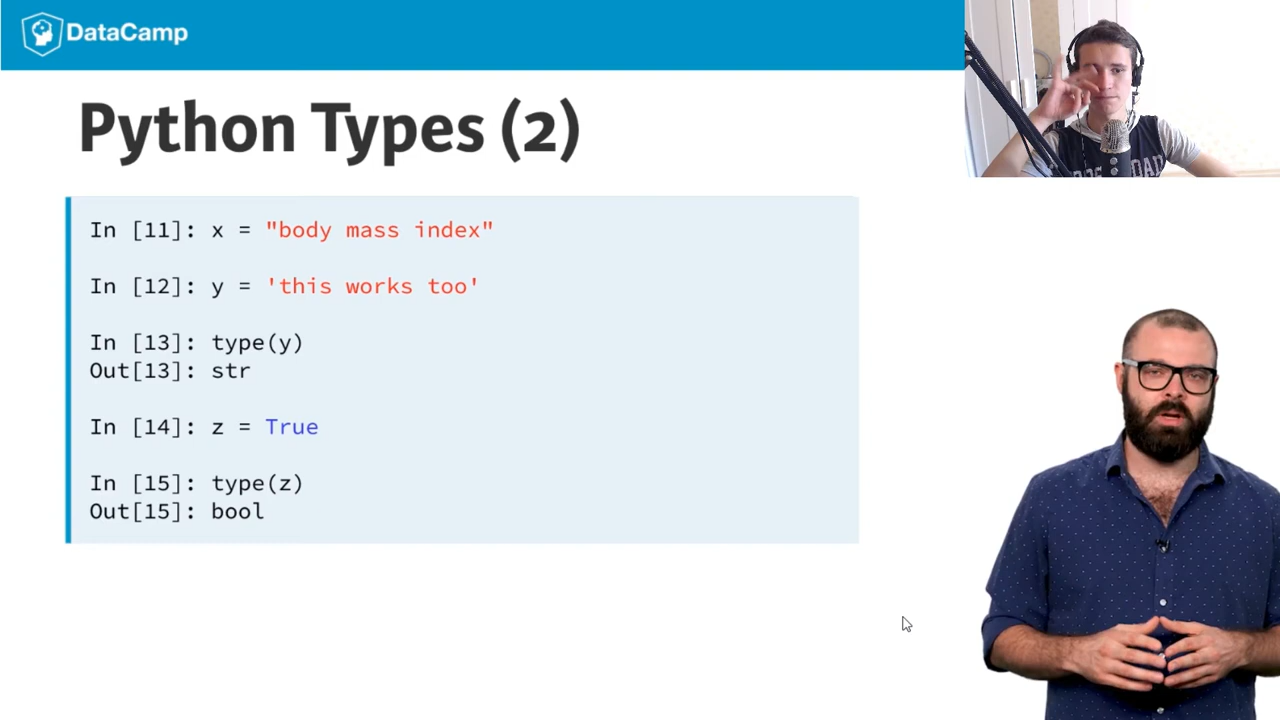 DataCamp
Python Types (2)
In [11]: x = "body mass index"
In [12]: y = 'this works too'
In [13]: type(y)
Out[13]: str
In [14]: z = True
In [15]: type(z)
Out[15]: bool